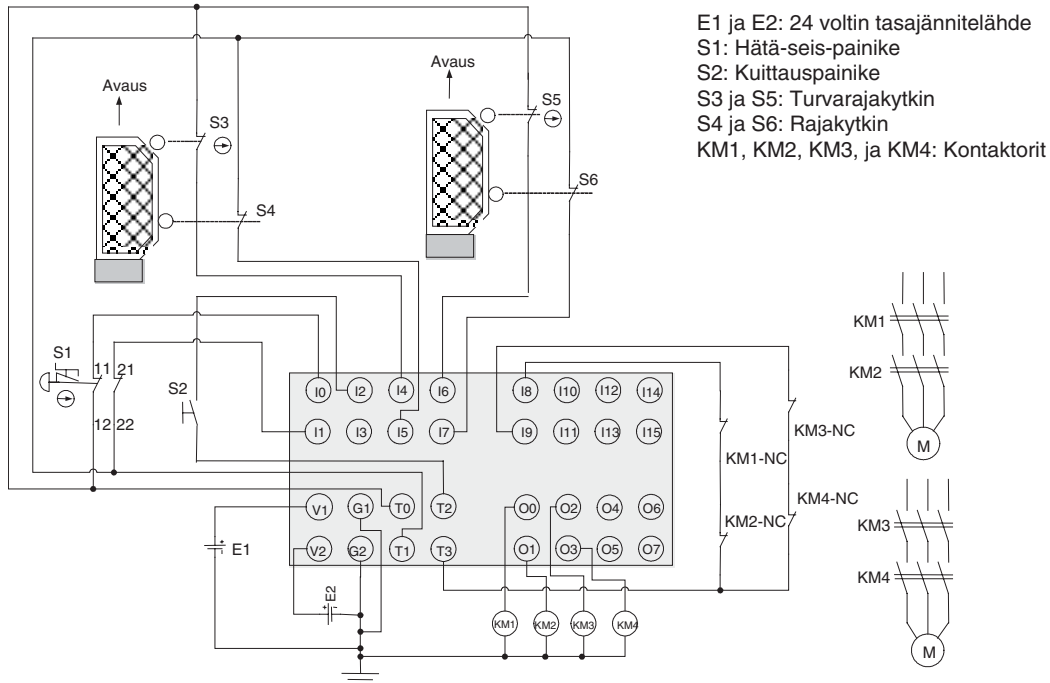 E1 ja E2: 24 voltin tasajännitelähde
S1: Hätä-seis-painike
S2: Kuittauspainike
S3 ja S5: Turvarajakytkin
S4 ja S6: Rajakytkin
KM1, KM2, KM3, ja KM4: Kontaktorit
Avaus
S3
S4
Avaus
S5
S6
S1
11 21
12 22
S2
I0 I2 I4 I6 I8 I10 I12 I14
I1 I3 I5 I7 I9 I11 I13 I15
V1 G1 T0 T2 O0 O2 O4 O6
V2 G2 T1 T3 O1 O3 O5 O7
E1
E2
KM1 KM2 KM3 KM4
KM1-NC
KM2-NC
KM3-NC
KM4-NC
KM1
KM2
M
KM3
KM4
M